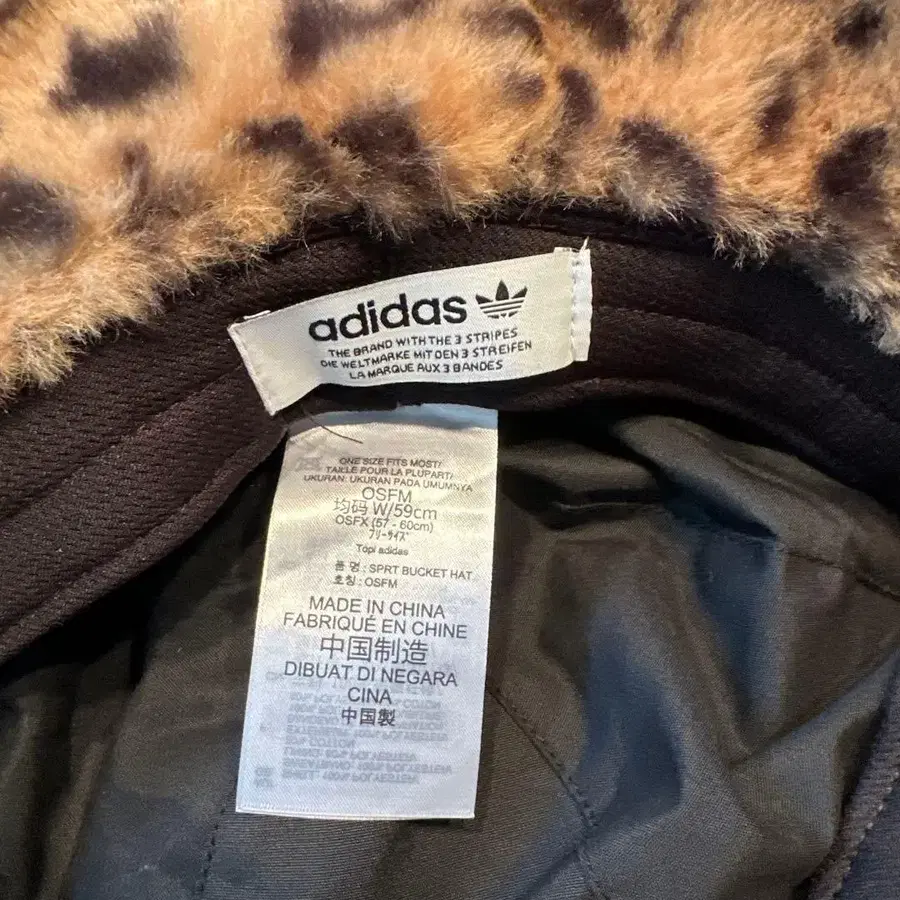 adidas
THE BRAND WITH THE 3 STRIPES
DIE WELTMARKE MIT DEN 3 STREIFEN
LA MARQUE AUX 3 BANDES
ONE SIZE FITS MOST/
TAILLE POUR LA PLUPART/
UKURAN: UKURAN PADA UMUMNYA
OSFM
均码 W/59cm
OSFX (57 - 60cm)
フリーサイズ
Topi adidas
품 명 : SPRT BUCKET HAT
호칭 : OSFM
MADE IN CHINA
FABRIQUÉ EN CHINE
中国制造
DIBUAT DI NEGARA
CINA
中国製